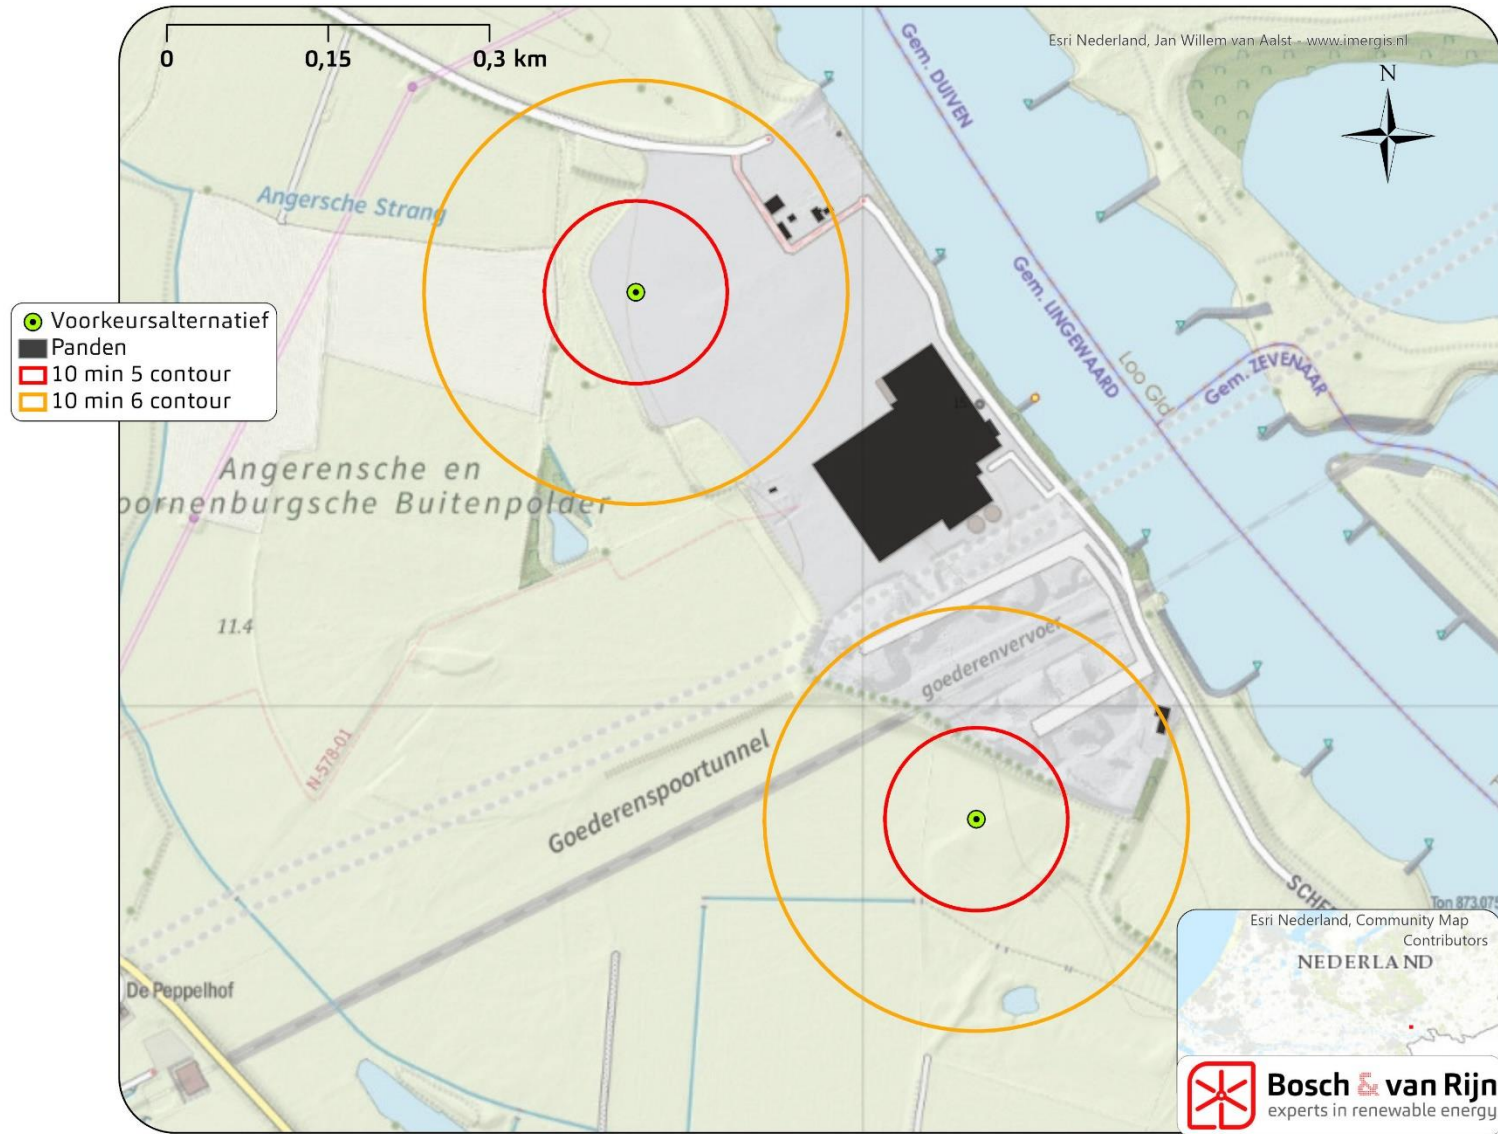 0
0,15
0,3 km
Esri Nederland, Jan Willem van Aalst - www.imergis.nl
N
Gem. DUIVEN
Angersche Strang
Gem. LINGEWAARD
Loo Gld
Gem. ZEVENAAR
Voorkeursalternatief
Panden
10 min 5 contour
10 min 6 contour
Angerensche en
oornenburgsche Buitenpolder
11.4
goederenvervoer
N-578-01
Goederenspoortunnel
De Peppelhof
SCHE
Ton 873.075
Esri Nederland, Community Map
Contributors
NEDERLAND
Bosch & van Rijn
experts in renewable energy